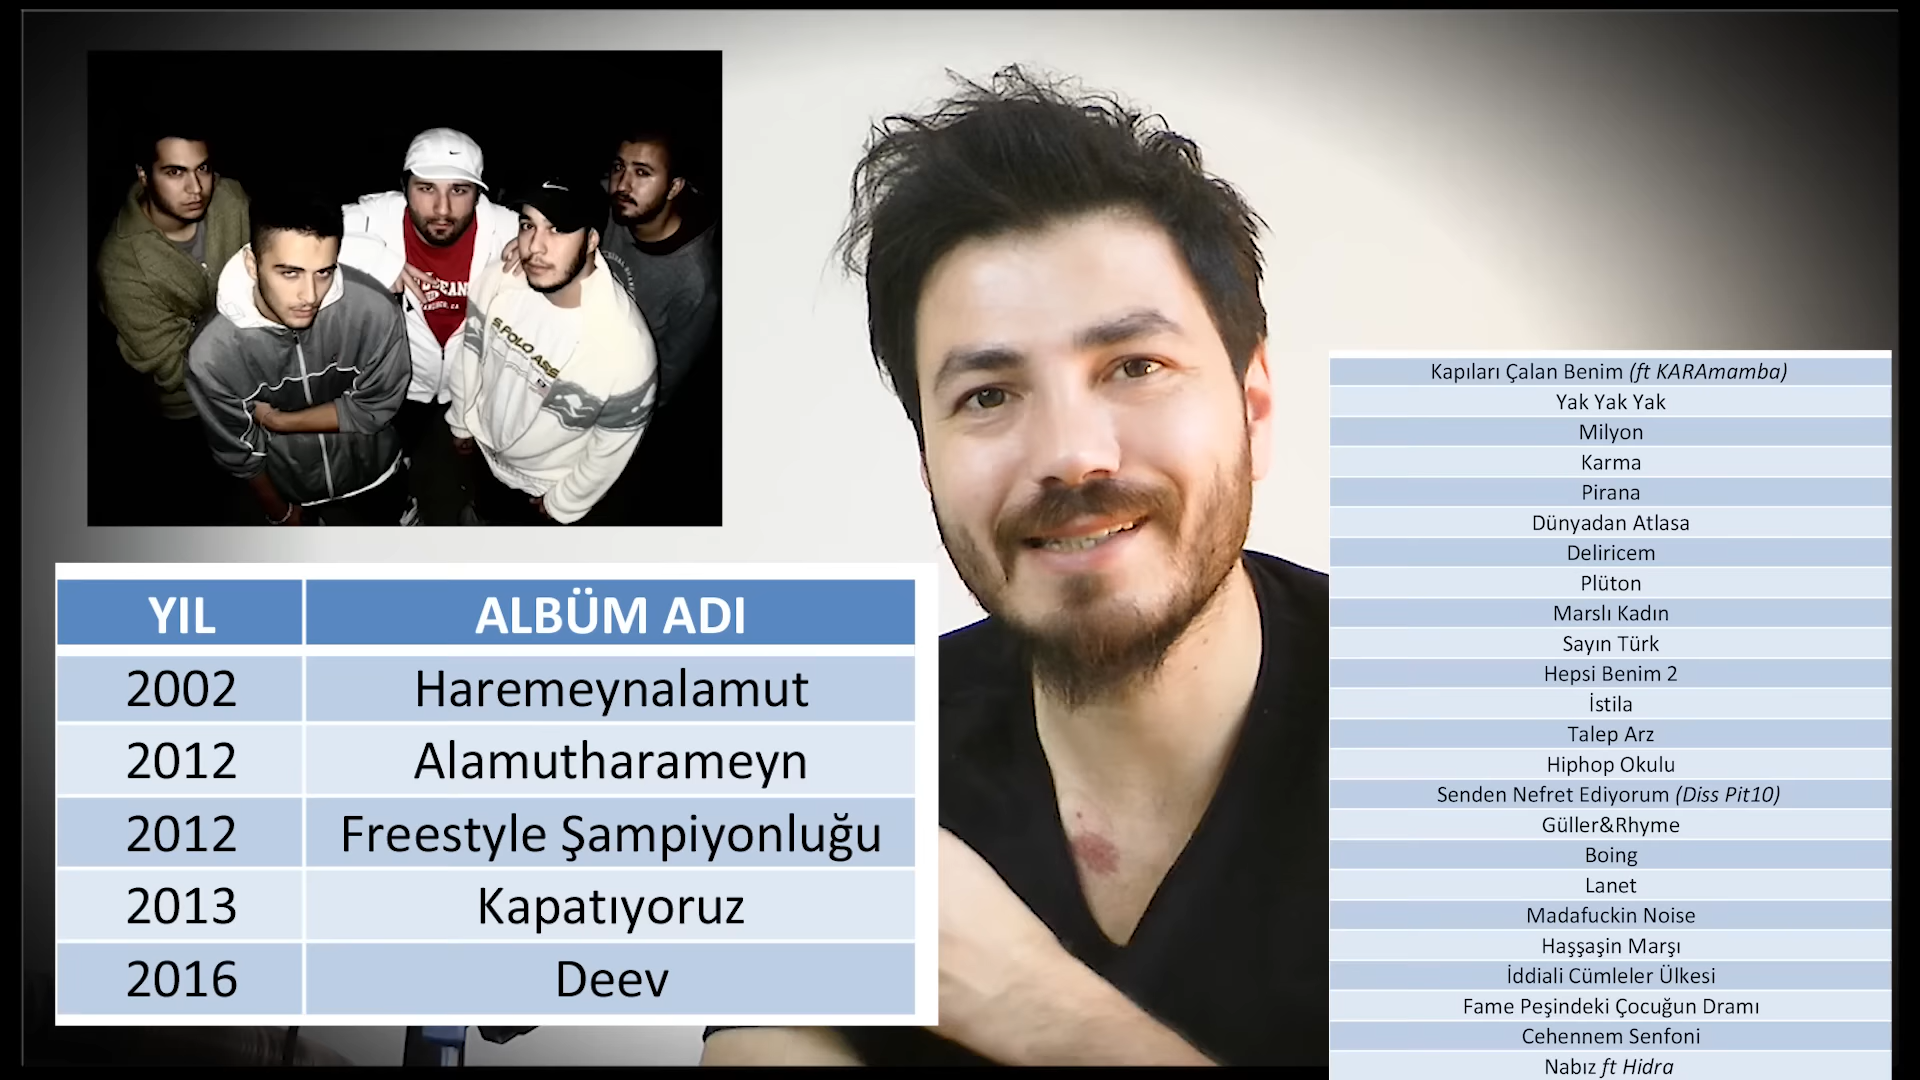 S.POLO ASS
YIL ALBÜM ADI
2002 Haremeynalamut
2012 Alamutharameyn
2012 Freestyle Şampiyonluğu
2013 Kapatıyoruz
2016 Deev
Kapıları Çalan Benim (ft KARAmamba)
Yak Yak Yak
Milyon
Karma
Pirana
Dünyadan Atlasa
Deliricem
Plüton
Marslı Kadın
Sayın Türk
Hepsi Benim 2
İstila
Talep Arz
Hiphop Okulu
Senden Nefret Ediyorum (Diss Pit10)
Güller&Rhyme
Boing
Lanet
Madafuckin Noise
Haşşaşin Marşı
İddiali Cümleler Ülkesi
Fame Peşindeki Çocuğun Dramı
Cehennem Senfoni
Nabız ft Hidra